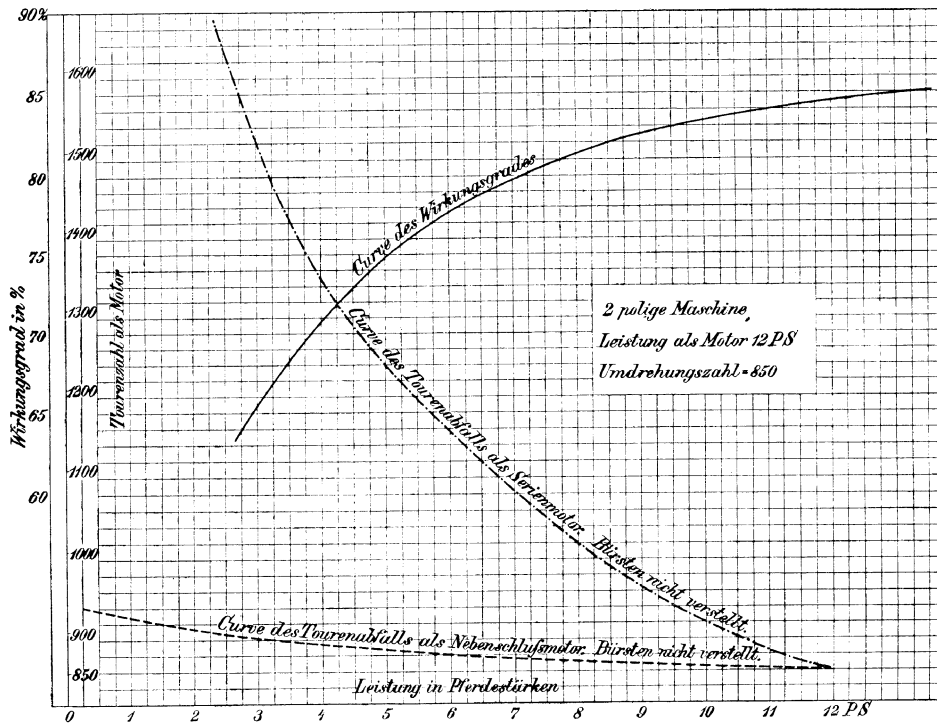 90%
85
80
75
70
65
60
Wirkungsgrad in %
1600
1500
1400
1300
1200
1100
1000
900
850
Tourenzahl als Motor
Curve des Wirkungsgrades
Curve des Tourenabfalls als Serienmotor. Bürsten nicht verstellt.
2 polige Maschine,
Leistung als Motor 12 PS
Umdrehungszahl = 850
Curve des Tourenabfalls als Nebenschlußmotor. Bürsten nicht verstellt.
Leistung in Pferdestärken
0 1 2 3 4 5 6 7 8 9 10 11 12 PS